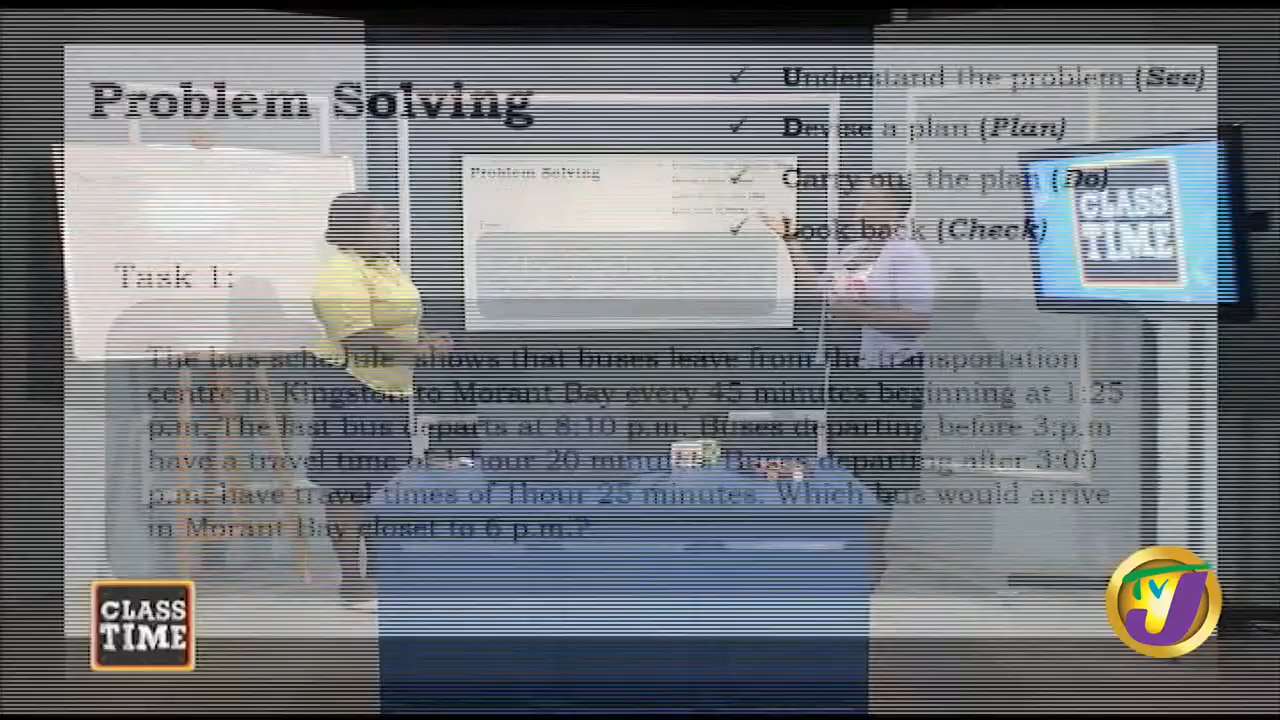 Problem Solving
✓ Understand the problem (See)
✓ Devise a plan (Plan)
✓ Carry out the plan (Do)
✓ Look back (Check)
Problem Solving
CLASS
TIME
Task 1:
The bus schedule shows that buses leave from the transportation
centre in Kingston to Morant Bay every 45 minutes beginning at 1:25
p.m. The last bus departs at 8:10 p.m. Buses departing before 3:p.m
have a travel time of 1 hour 20 minutes. Buses departing after 3:00
p.m. have travel times of 1hour 25 minutes. Which bus would arrive
in Morant Bay closet to 6 p.m.?
CLASS
TIME
TVJ